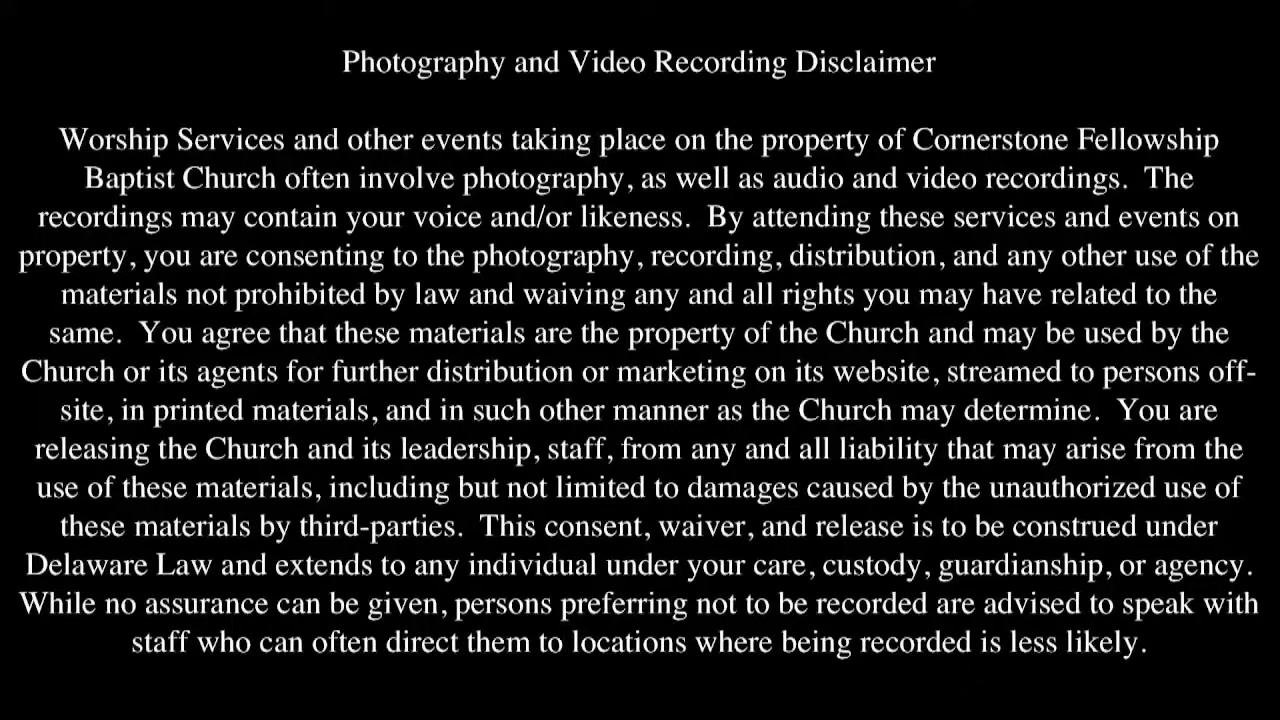 Photography and Video Recording Disclaimer
Worship Services and other events taking place on the property of Cornerstone Fellowship
Baptist Church often involve photography, as well as audio and video recordings.  The
recordings may contain your voice and/or likeness.  By attending these services and events on
property, you are consenting to the photography, recording, distribution, and any other use of the
materials not prohibited by law and waiving any and all rights you may have related to the
same.  You agree that these materials are the property of the Church and may be used by the
Church or its agents for further distribution or marketing on its website, streamed to persons off-
site, in printed materials, and in such other manner as the Church may determine.  You are
releasing the Church and its leadership, staff, from any and all liability that may arise from the
use of these materials, including but not limited to damages caused by the unauthorized use of
these materials by third-parties.  This consent, waiver, and release is to be construed under
Delaware Law and extends to any individual under your care, custody, guardianship, or agency.
While no assurance can be given, persons preferring not to be recorded are advised to speak with
staff who can often direct them to locations where being recorded is less likely.